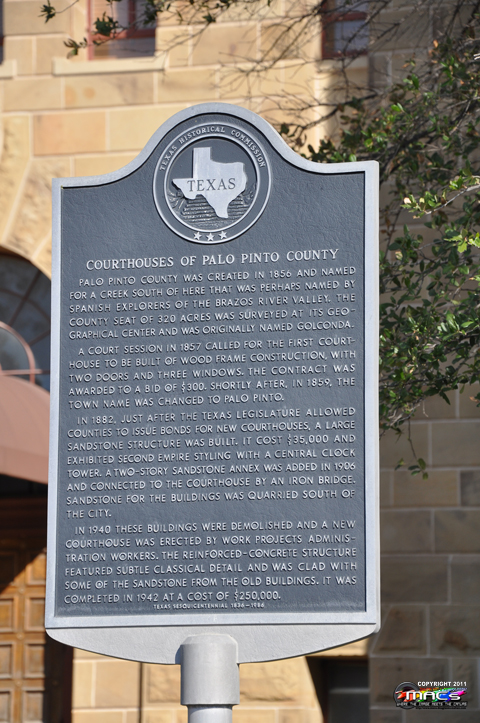 TEXAS HISTORICAL COMMISSION
TEXAS
COURTHOUSES OF PALO PINTO COUNTY
PALO PINTO COUNTY WAS CREATED IN 1856 AND NAMED
FOR A CREEK SOUTH OF HERE THAT WAS PERHAPS NAMED BY
SPANISH EXPLORERS OF THE BRAZOS RIVER VALLEY. THE
COUNTY SEAT OF 320 ACRES WAS SURVEYED AT ITS GEO-
GRAPHICAL CENTER AND WAS ORIGINALLY NAMED GOLCONDA.
A COURT SESSION IN 1857 CALLED FOR THE FIRST COURT-
HOUSE TO BE BUILT OF WOOD FRAME CONSTRUCTION, WITH
TWO DOORS AND THREE WINDOWS. THE CONTRACT WAS
AWARDED TO A BID OF $300. SHORTLY AFTER, IN 1859, THE
TOWN NAME WAS CHANGED TO PALO PINTO.
IN 1882, JUST AFTER THE TEXAS LEGISLATURE ALLOWED
COUNTIES TO ISSUE BONDS FOR NEW COURTHOUSES, A LARGE
SANDSTONE STRUCTURE WAS BUILT. IT COST $35,000 AND
EXHIBITED SECOND EMPIRE STYLING WITH A CENTRAL CLOCK
TOWER. A TWO-STORY SANDSTONE ANNEX WAS ADDED IN 1906
AND CONNECTED TO THE COURTHOUSE BY AN IRON BRIDGE.
SANDSTONE FOR THE BUILDINGS WAS QUARRIED SOUTH OF
THE CITY.
IN 1940 THESE BUILDINGS WERE DEMOLISHED AND A NEW
COURTHOUSE WAS ERECTED BY WORK PROJECTS ADMINIS-
TRATION WORKERS. THE REINFORCED-CONCRETE STRUCTURE
FEATURED SUBTLE CLASSICAL DETAIL AND WAS CLAD WITH
SOME OF THE SANDSTONE FROM THE OLD BUILDINGS. IT WAS
COMPLETED IN 1942 AT A COST OF $250,000.
TEXAS SESQUICENTENNIAL 1836-1986
COPYRIGHT 2011